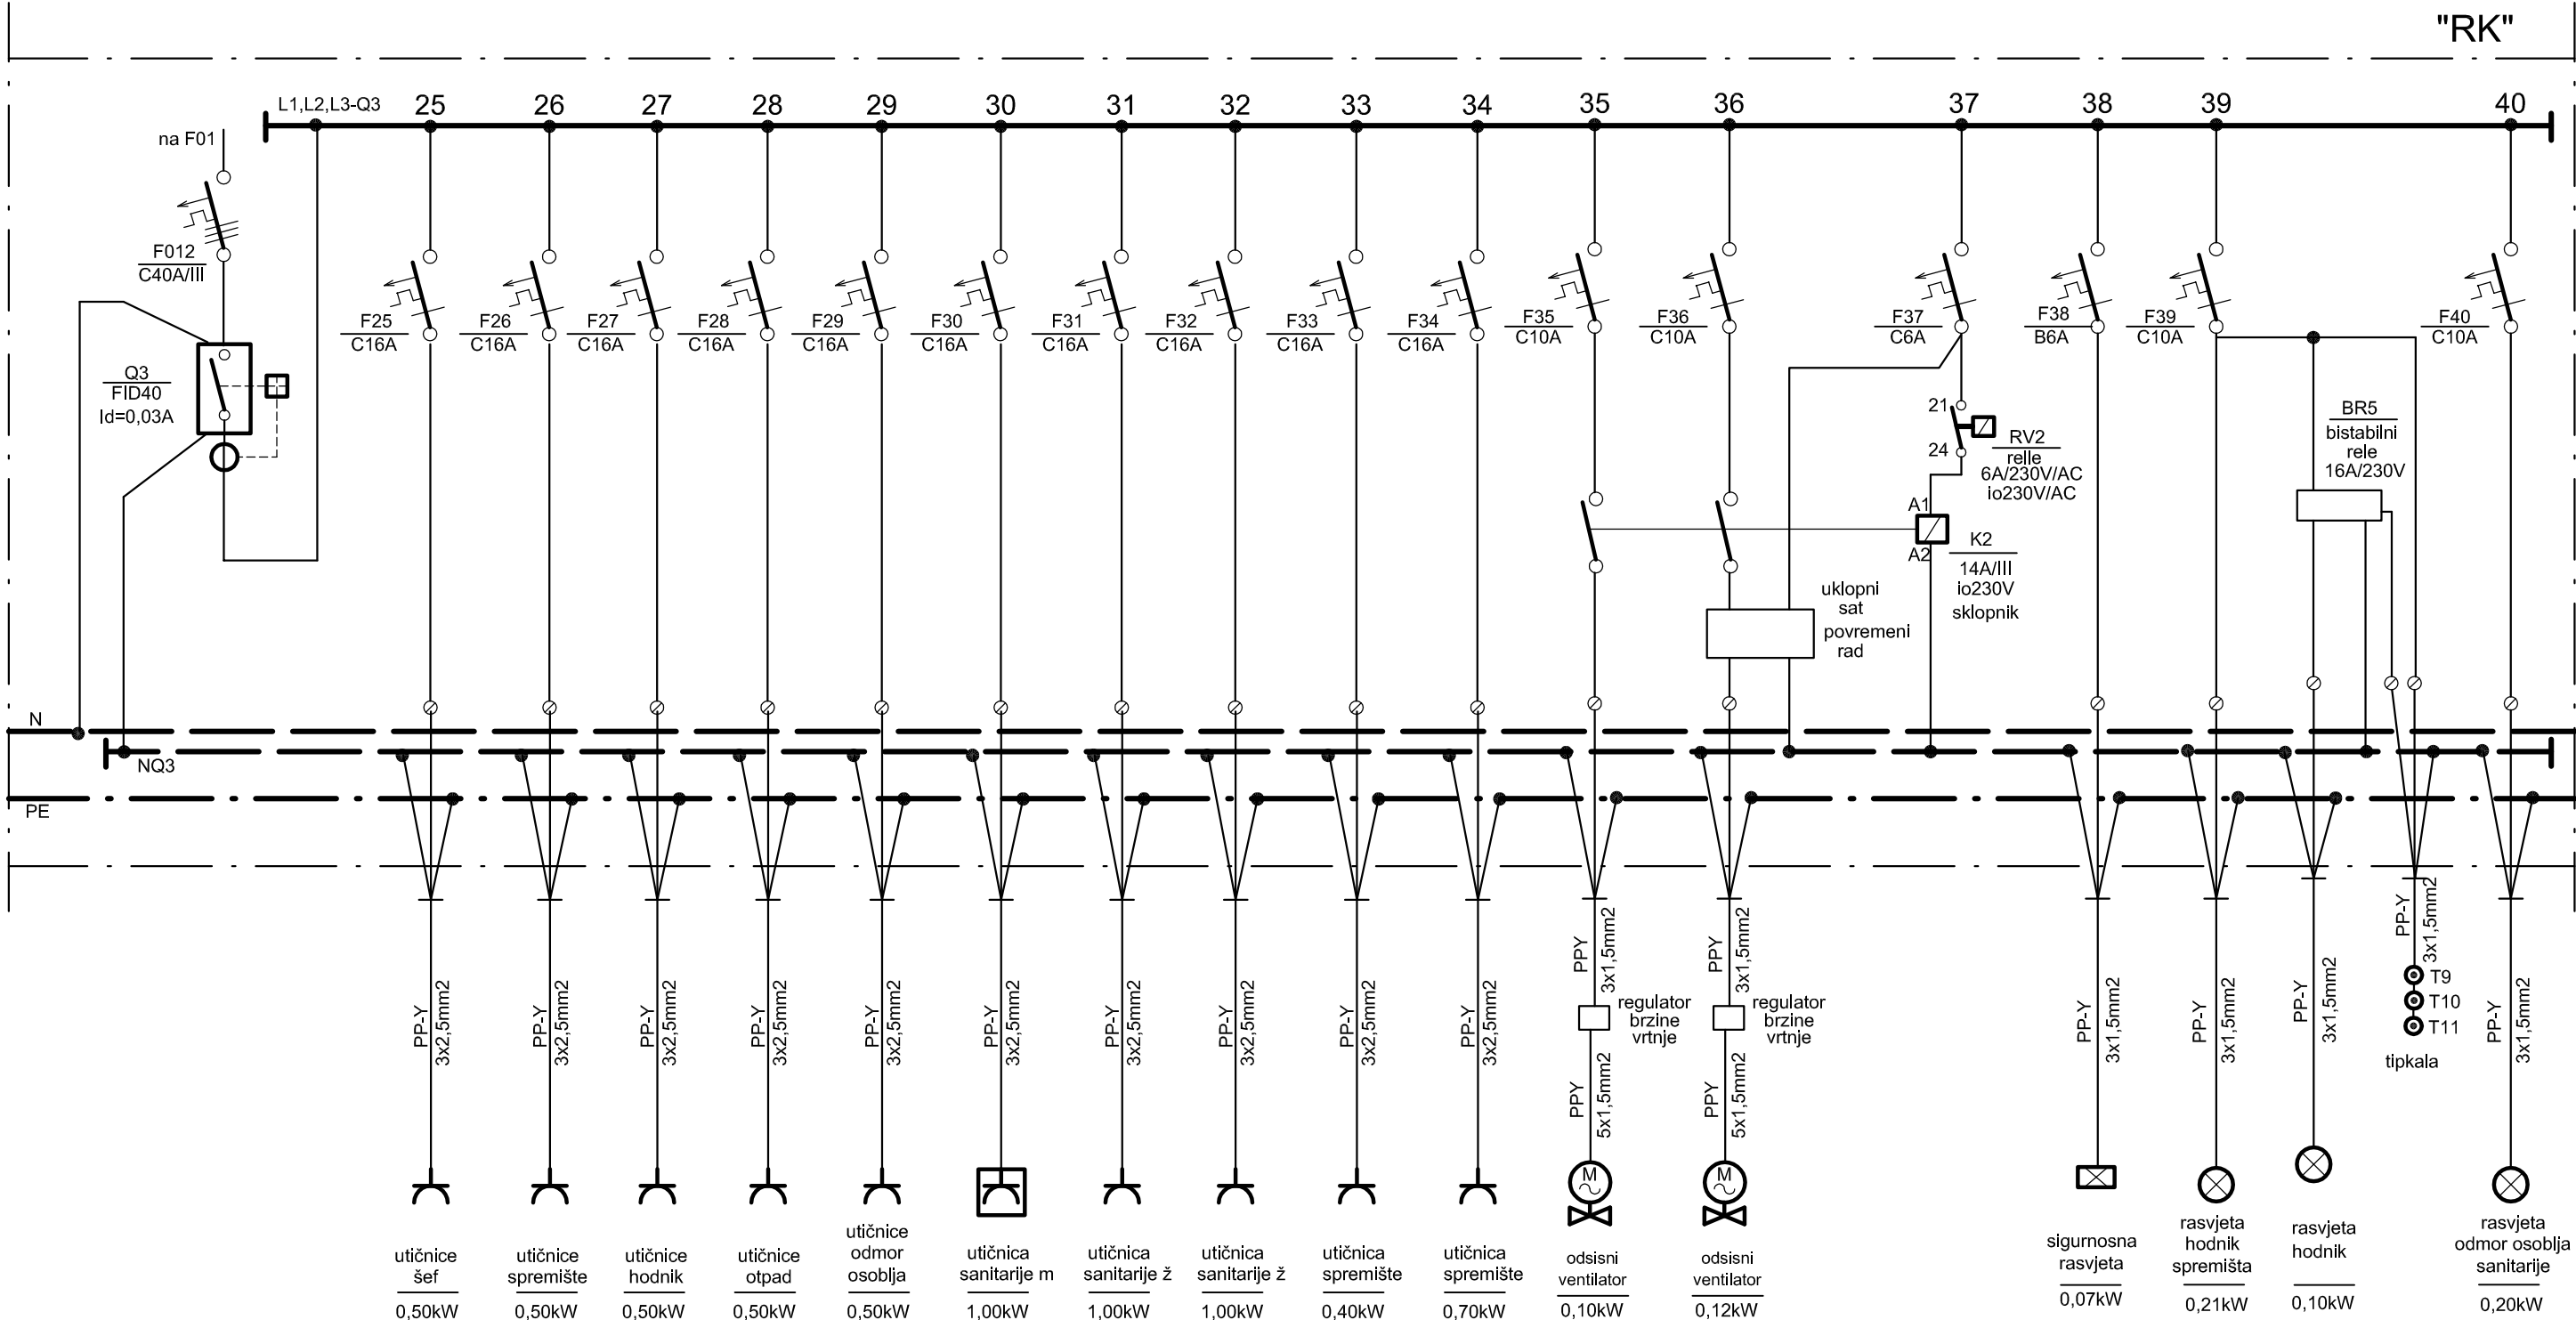 "RK"
L1,L2,L3-Q3
25
26
27
28
29
30
31
32
33
34
35
36
37
38
39
40
na F01
F012
C40A/III
Q3
FID40
Id=0,03A
F25
C16A
F26
C16A
F27
C16A
F28
C16A
F29
C16A
F30
C16A
F31
C16A
F32
C16A
F33
C16A
F34
C16A
F35
C10A
F36
C10A
F37
C6A
F38
B6A
F39
C10A
F40
C10A
21
24
RV2
relle
6A/230V/AC
io230V/AC
A1
A2
K2
14A/III
io230V
sklopnik
BR5
bistabilni
rele
16A/230V
uklopni
sat
povremeni
rad
N
NQ3
PE
PP-Y
3x2,5mm2
PP-Y
3x2,5mm2
PP-Y
3x2,5mm2
PP-Y
3x2,5mm2
PP-Y
3x2,5mm2
PP-Y
3x2,5mm2
PP-Y
3x2,5mm2
PP-Y
3x2,5mm2
PP-Y
3x2,5mm2
PP-Y
3x2,5mm2
PPY
3x1,5mm2
regulator
brzine
vrtnje
PPY
5x1,5mm2
PPY
3x1,5mm2
regulator
brzine
vrtnje
PPY
5x1,5mm2
PP-Y
3x1,5mm2
PP-Y
3x1,5mm2
PP-Y
3x1,5mm2
PP-Y
3x1,5mm2
T9
T10
T11
tipkala
PP-Y
3x1,5mm2
M
M
utičnice
šef
0,50kW
utičnice
spremište
0,50kW
utičnice
hodnik
0,50kW
utičnice
otpad
0,50kW
utičnice
odmor
osoblja
0,50kW
utičnica
sanitarije m
1,00kW
utičnica
sanitarije ž
1,00kW
utičnica
sanitarije ž
1,00kW
utičnica
spremište
0,40kW
utičnica
spremište
0,70kW
odsisni
ventilator
0,10kW
odsisni
ventilator
0,12kW
sigurnosna
rasvjeta
0,07kW
rasvjeta
hodnik
spremišta
0,21kW
rasvjeta
hodnik
0,10kW
rasvjeta
odmor osoblja
sanitarije
0,20kW